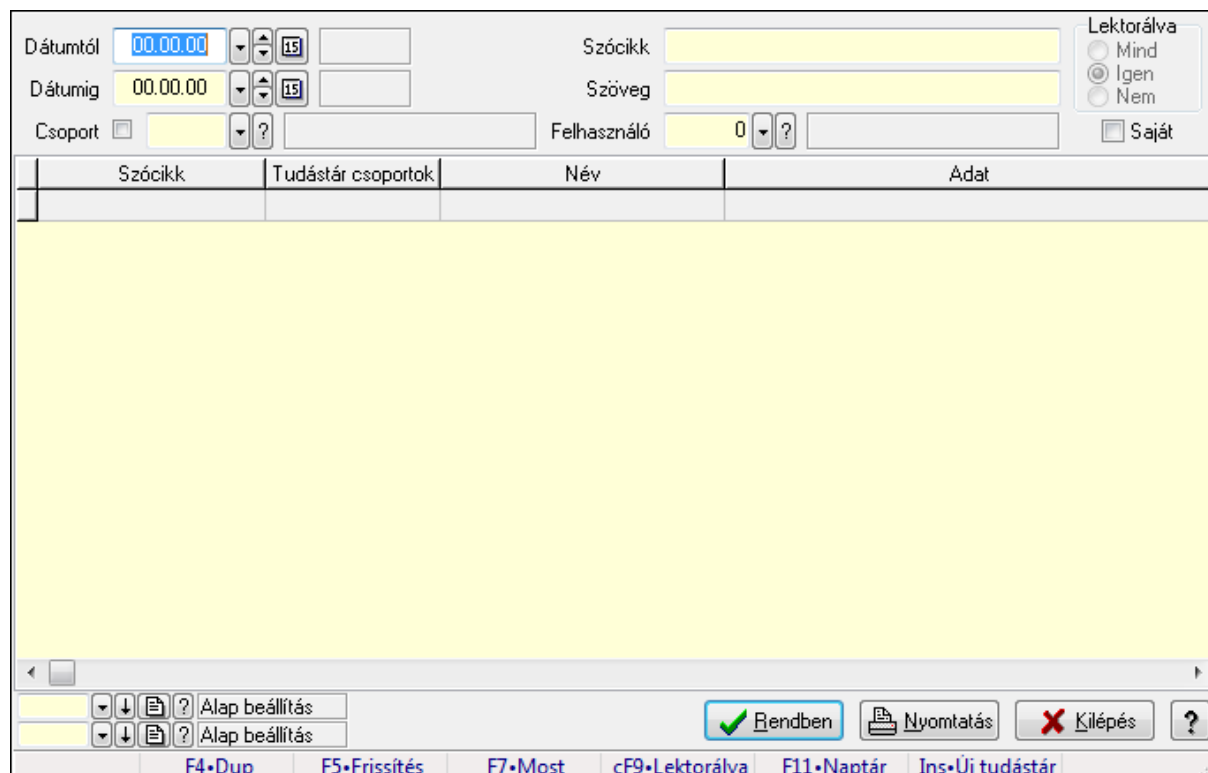 Dátumtól 00.00.00 15 Szócikk Lektorálva
Mind
Dátumig 00.00.00 15 Szöveg Igen
Nem
Csoport ? Felhasználó 0 ? Saját
Szócikk Tudástár csoportok Név Adat
? Alap beállítás
? Alap beállítás
Rendben Nyomtatás Kilépés ?
F4•Dup F5•Frissítés F7•Most cF9•Lektorálva F11•Naptár Ins•Új tudástár